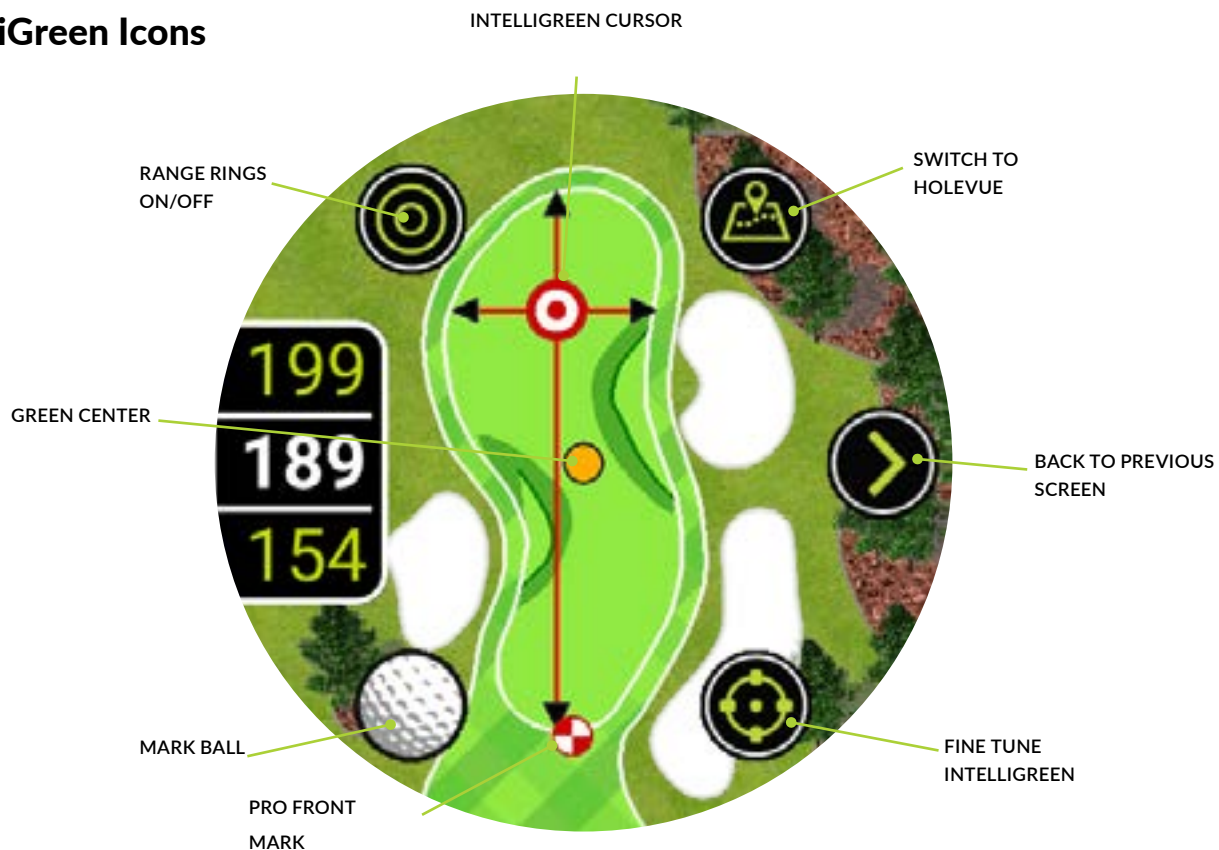 iGreen Icons
INTELLIGREEN CURSOR
RANGE RINGS
ON/OFF
SWITCH TO
HOLEVUE
199
189
154
GREEN CENTER
BACK TO PREVIOUS
SCREEN
MARK BALL
FINE TUNE
INTELLIGREEN
PRO FRONT
MARK